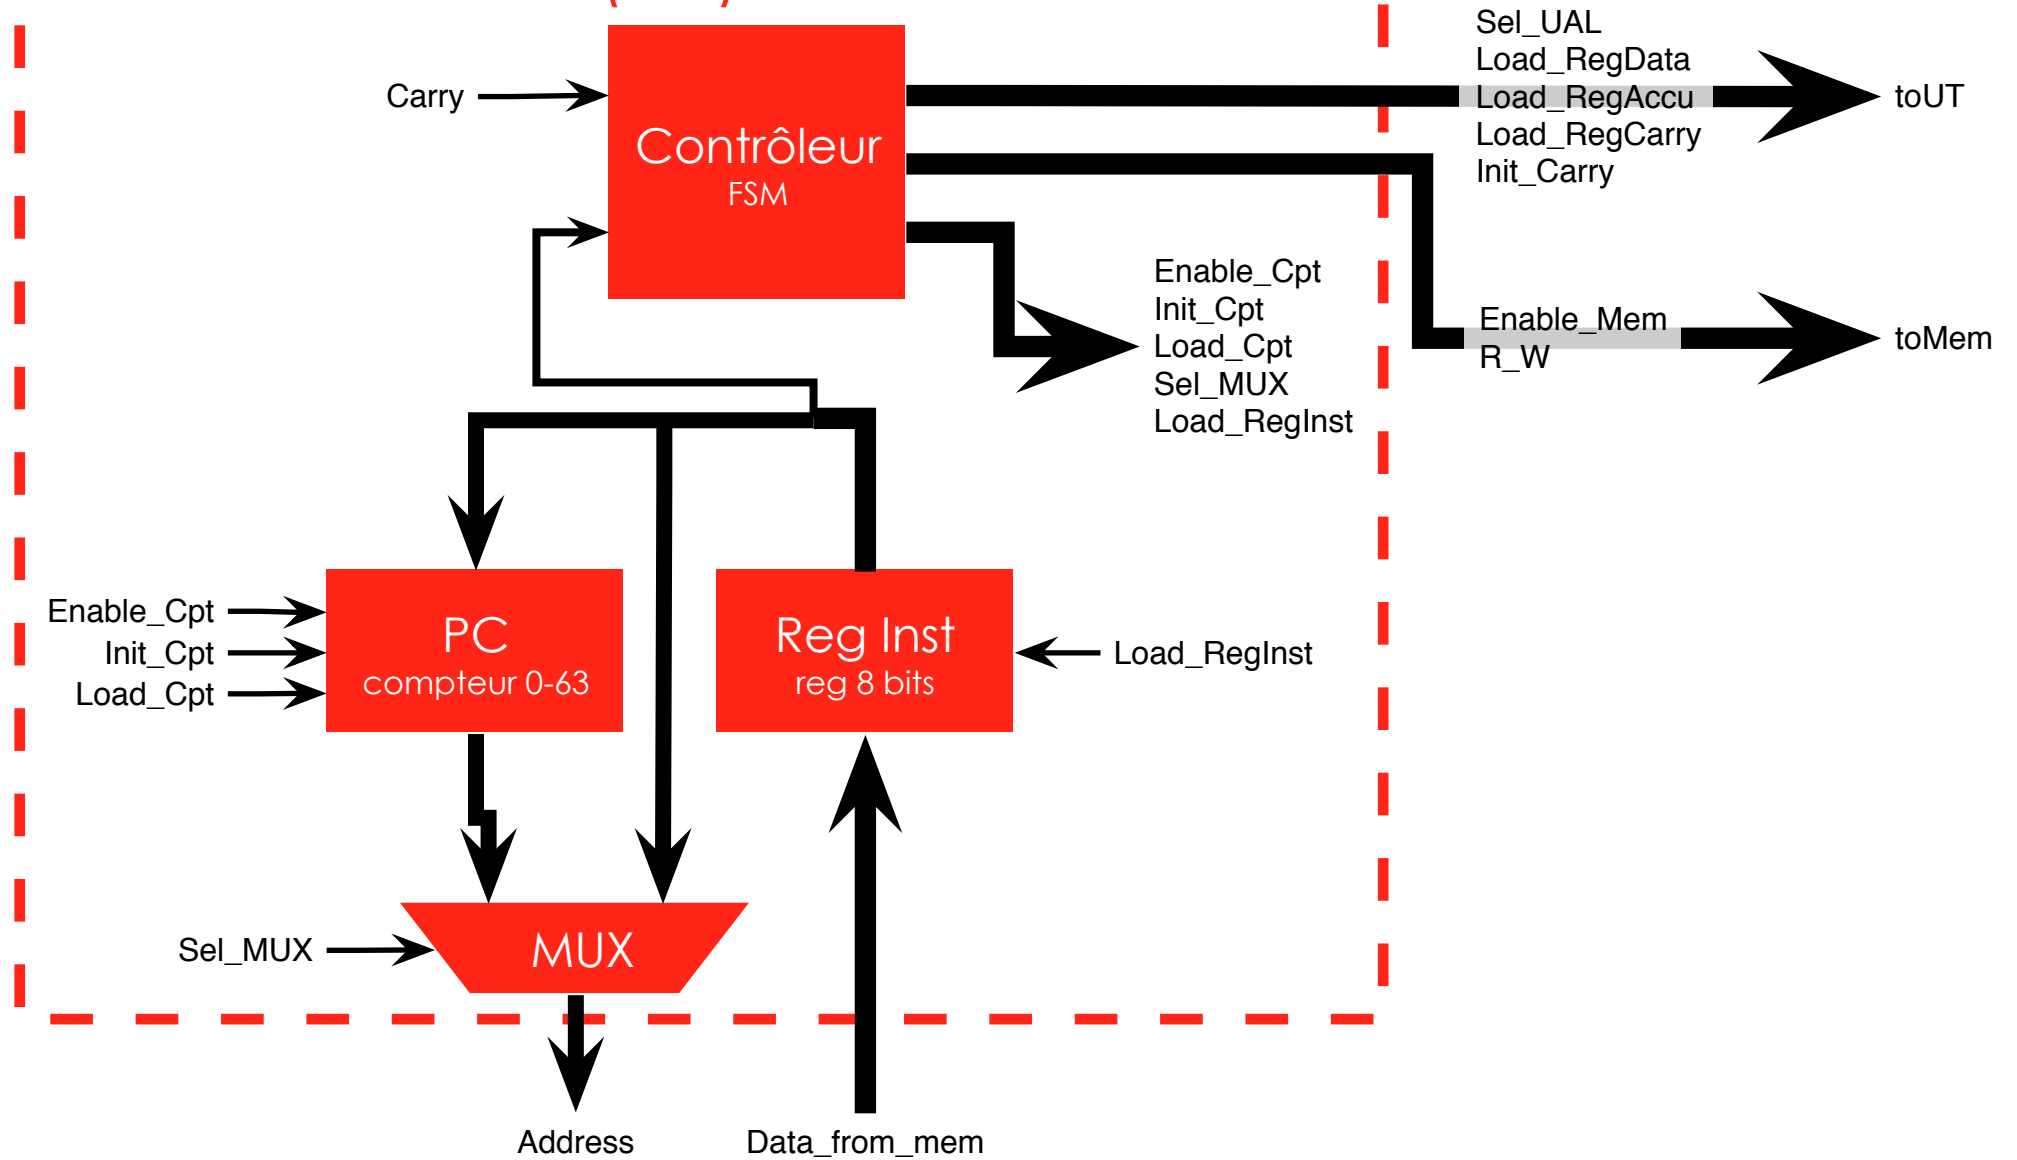 Sel_UAL
Load_RegData
Carry
Load_RegAccu
toUT
Load_RegCarry
Init_Carry
Contrôleur
FSM
Enable_Cpt
Init_Cpt
Load_Cpt
Sel_MUX
Load_RegInst
Enable_Mem
R_W
toMem
Enable_Cpt
Init_Cpt
Load_Cpt
PC
compteur 0-63
Reg Inst
reg 8 bits
Load_RegInst
Sel_MUX
MUX
Address
Data_from_mem